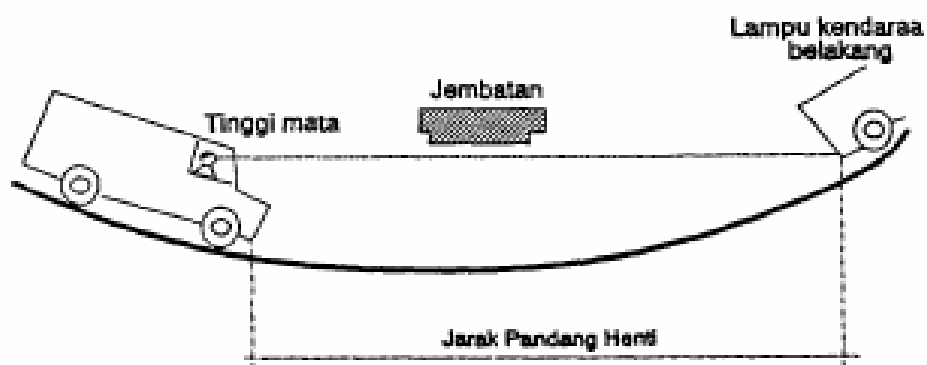 Lampu kendaraa
belakang
Jembatan
Tinggi mata
Jarak Pandang Henti